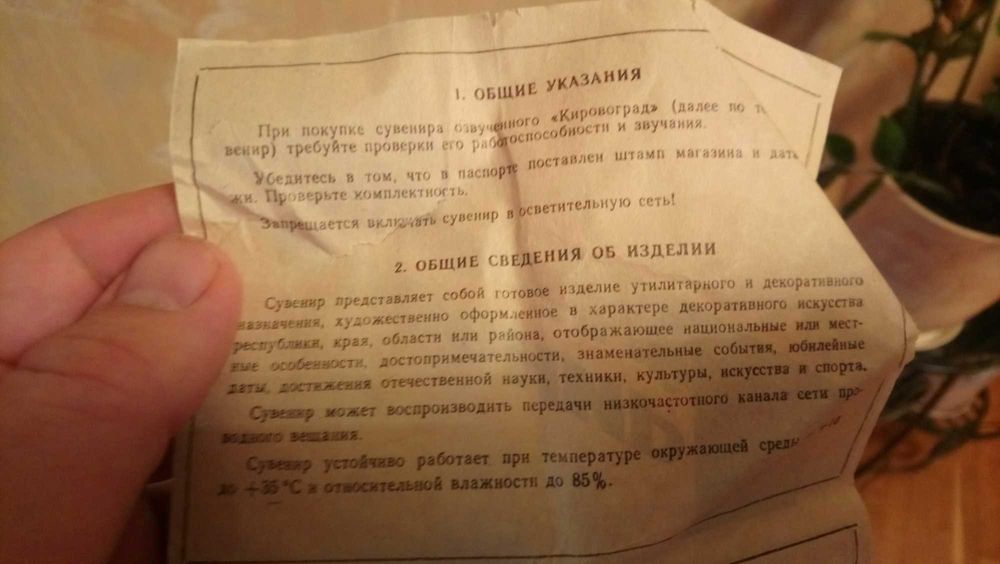 1. ОБЩИЕ УКАЗАНИЯ
При покупке сувенира озвученного «Кировоград» (далее по
венир) требуйте проверки его работоспособности и звучания.
Убедитесь в том, что в паспорте поставлен штамп магазина и дата
жи. Проверьте комплектность.
Запрещается включать сувенир в осветительную сеть!
2. ОБЩИЕ СВЕДЕНИЯ ОБ ИЗДЕЛИИ
Сувенир представляет собой готовое изделие утилитарного и декоративного
назначения, художественно оформленное в характере декоративного искусства
республики, края, области или района, отображающее национальные или мест-
ные особенности, достопримечательности, знаменательные события, юбилейные
даты, достижения отечественной науки, техники, культуры, искусства и спорта.
Сувенир может воспроизводить передачи низкочастотного канала сети про-
водного вещания.
Сувенир устойчиво работает при температуре окружающей
до +35 °С и относительной влажности до 85%.